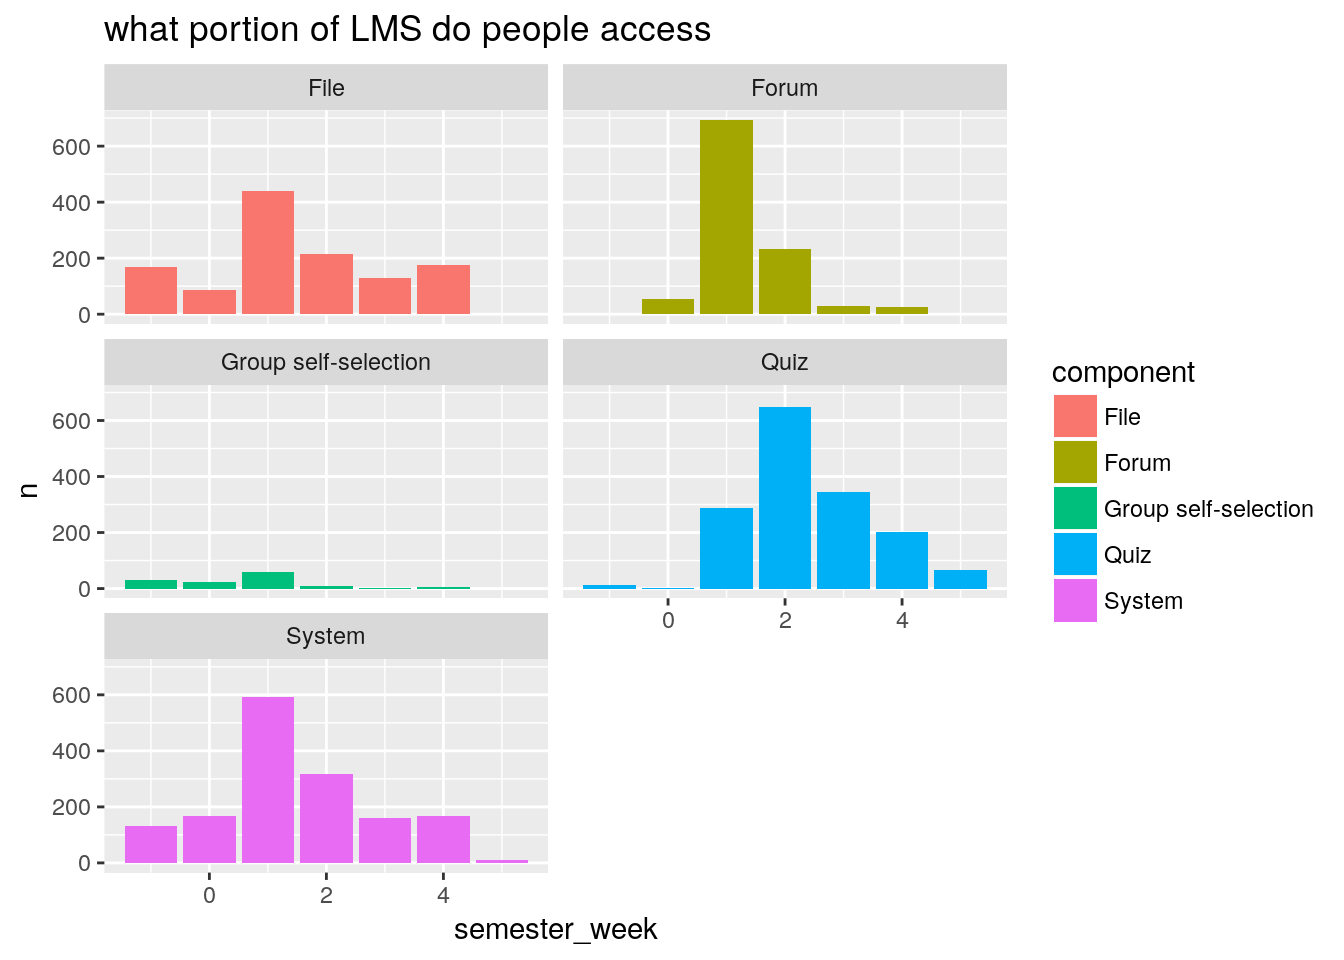 what portion of LMS do people access
File
Forum
600
400
200
0
Group self-selection
Quiz
600
400
200
0
0 2 4
System
600
400
200
0
0 2 4
n
semester_week
component
File
Forum
Group self-selection
Quiz
System